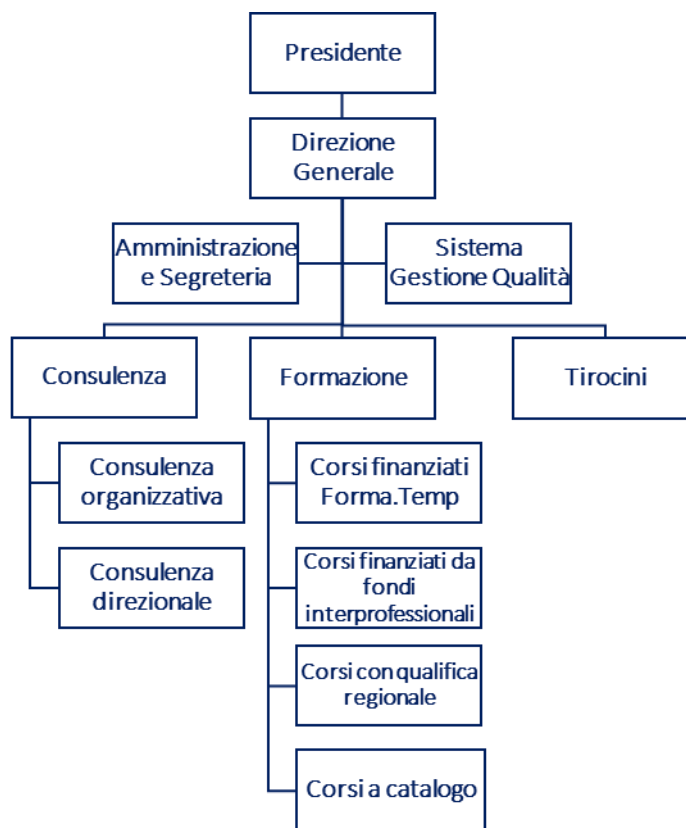 Presidente
Direzione
Generale
Amministrazione
e Segreteria
Sistema
Gestione Qualità
Consulenza
Formazione
Tirocini
Consulenza
organizzativa
Consulenza
direzionale
Corsi finanziati
Forma.Temp
Corsi finanziati da
fondi
interprofessionali
Corsi con qualifica
regionale
Corsi a catalogo